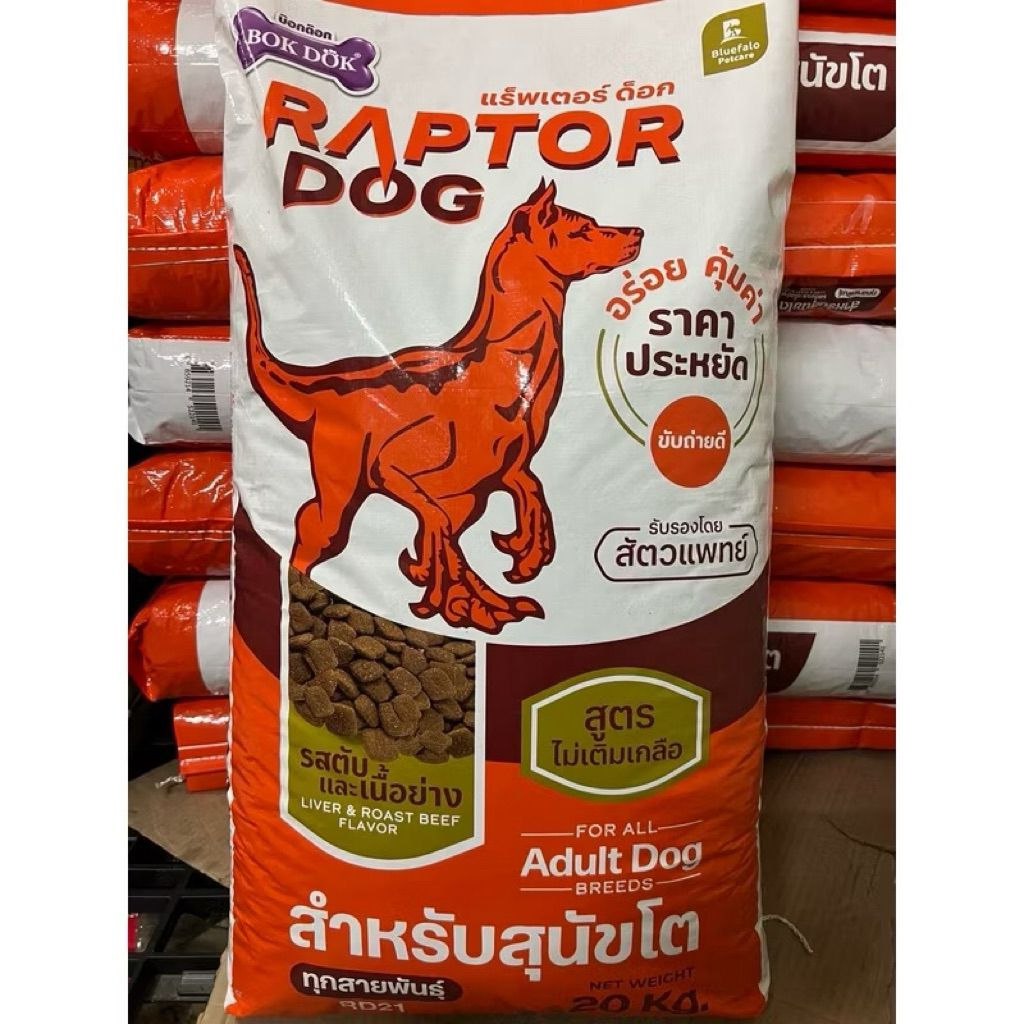 บ๊อกด๊อก
BOK DOK
Bluefalo
Petcare
แร็พเตอร์ ด็อก
RAPTOR
DOG
อร่อย คุ้มค่า
ราคา
ประหยัด
ขับถ่ายดี
รับรองโดย
สัตวแพทย์
สูตร
ไม่เติมเกลือ
รสตับ
และเนื้อย่าง
LIVER & ROAST BEEF
FLAVOR
FOR ALL
Adult Dog
BREEDS
สำหรับสุนัขโต
ทุกสายพันธุ์
RD21
NET WEIGHT
20 KG.
นัขโต
ต